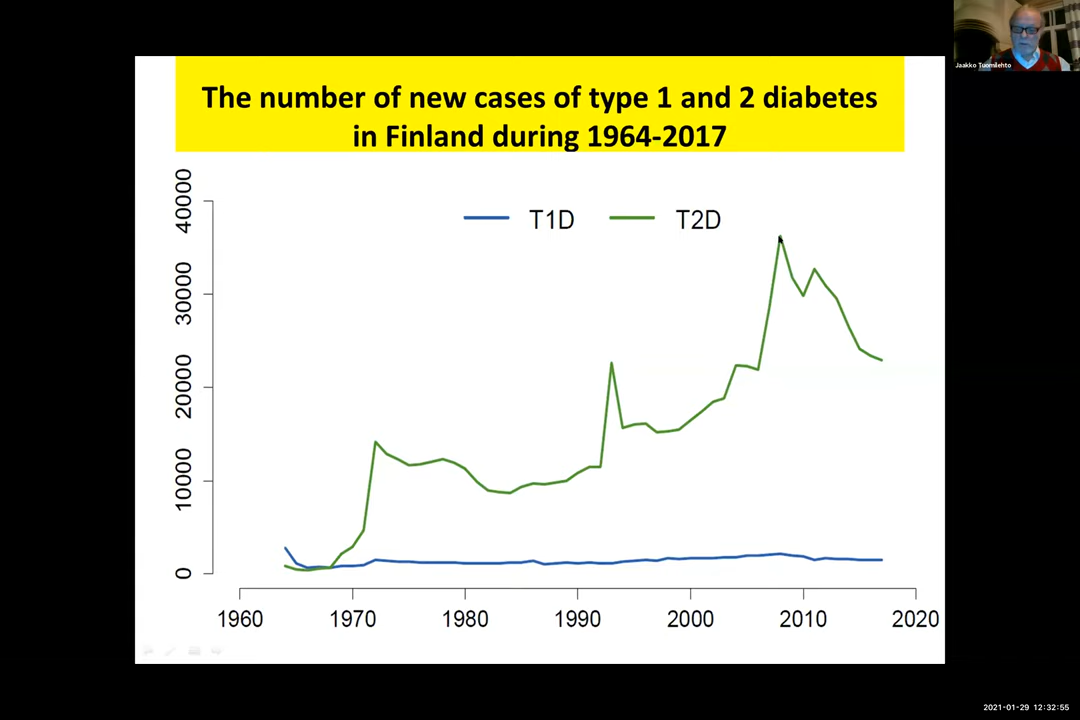 Jaakko Tuomilehto
The number of new cases of type 1 and 2 diabetes
in Finland during 1964-2017
T1D
T2D
40000
30000
20000
10000
0
1960
1970
1980
1990
2000
2010
2020
2021-01-29 12:32:55